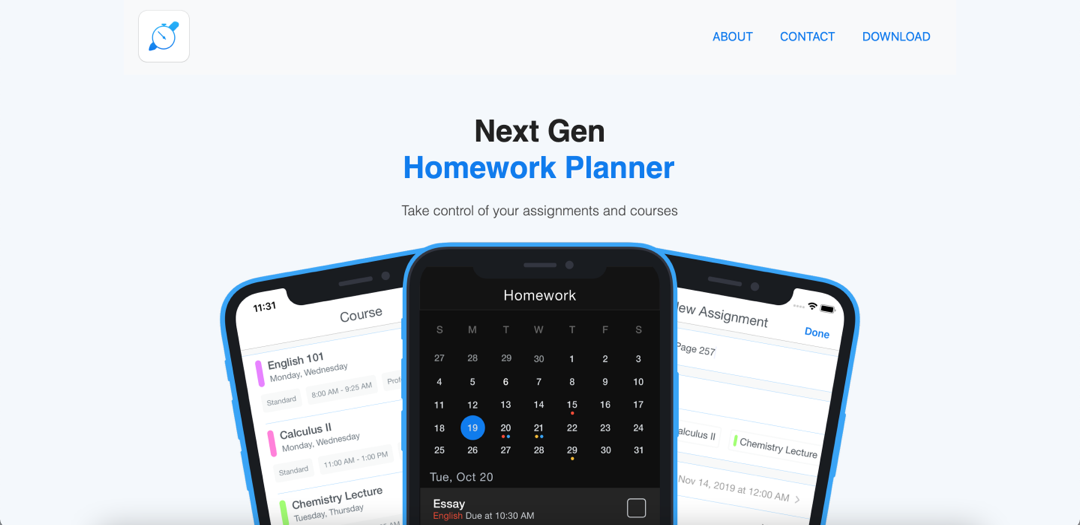 ABOUT CONTACT DOWNLOAD
Next Gen
Homework Planner
Take control of your assignments and courses
11:31
Course
English 101
Monday, Wednesday
Standard 8:00 AM - 9:25 AM
Calculus II
Monday, Wednesday
Standard 11:00 AM - 1:00 PM
Chemistry Lecture
Tuesday, Thursday
Homework
S M T W T F S
27 28 29 30 1 2 3
4 5 6 7 8 9 10
11 12 13 14 15 16 17
18 19 20 21 22 23 24
25 26 27 28 29 30 31
Tue, Oct 20
Essay
English Due at 10:30 AM
Assignment
Done
Page 257
II Chemistry Lecture
Nov 14, 2019 at 12:00 AM